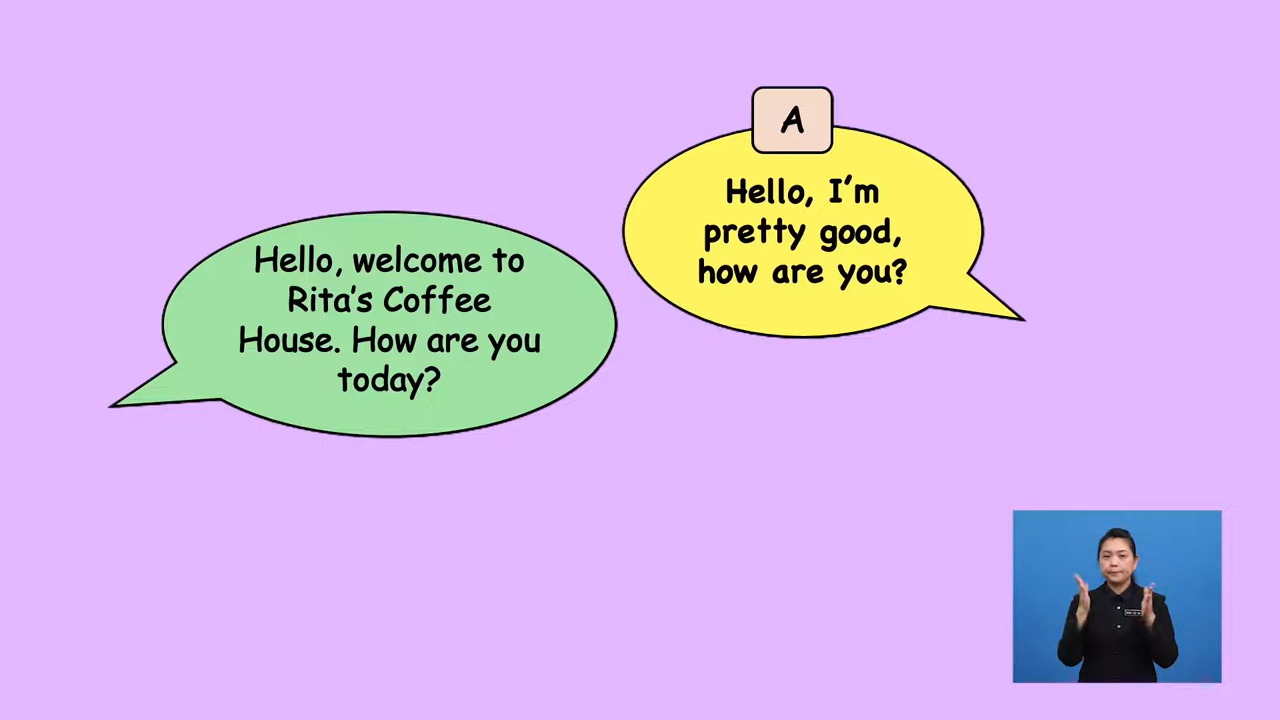 Hello, welcome to
Rita's Coffee
House. How are you
today?
A
Hello, I'm
pretty good,
how are you?